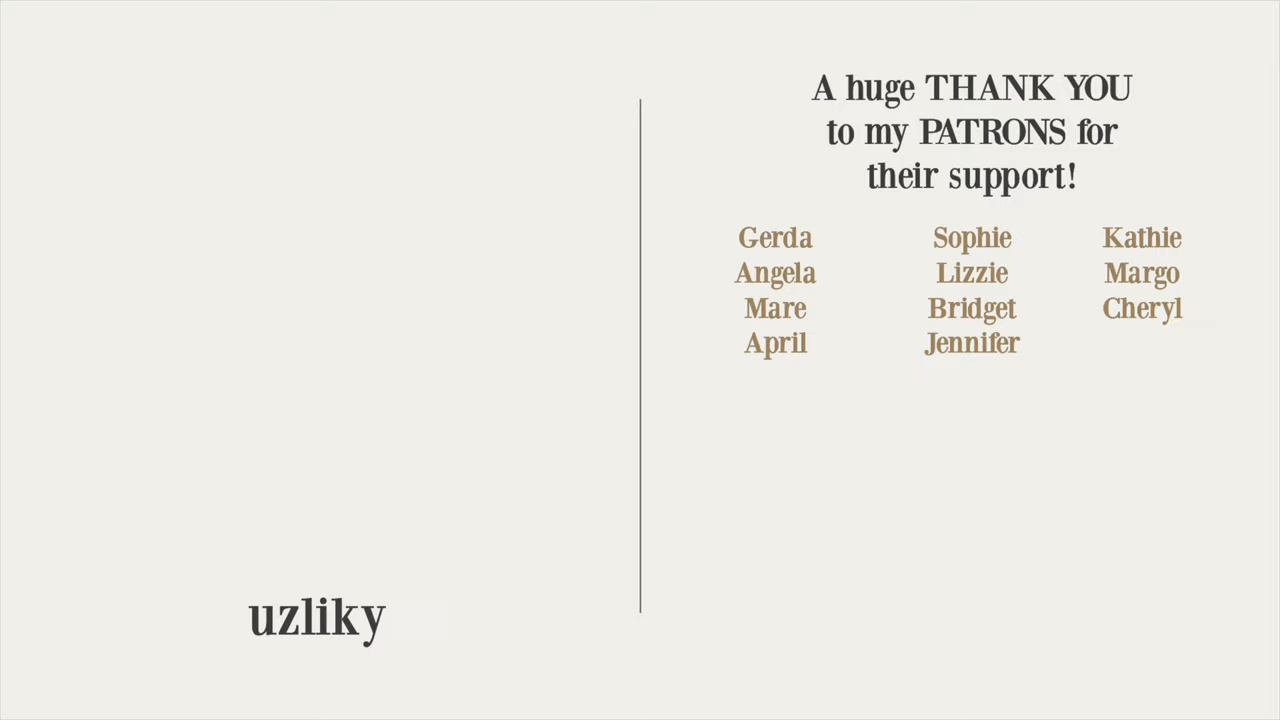 A huge THANK YOU
to my PATRONS for
their support!
Gerda Sophie Kathie
Angela Lizzie Margo
Mare Bridget Cheryl
April Jennifer
uzliky